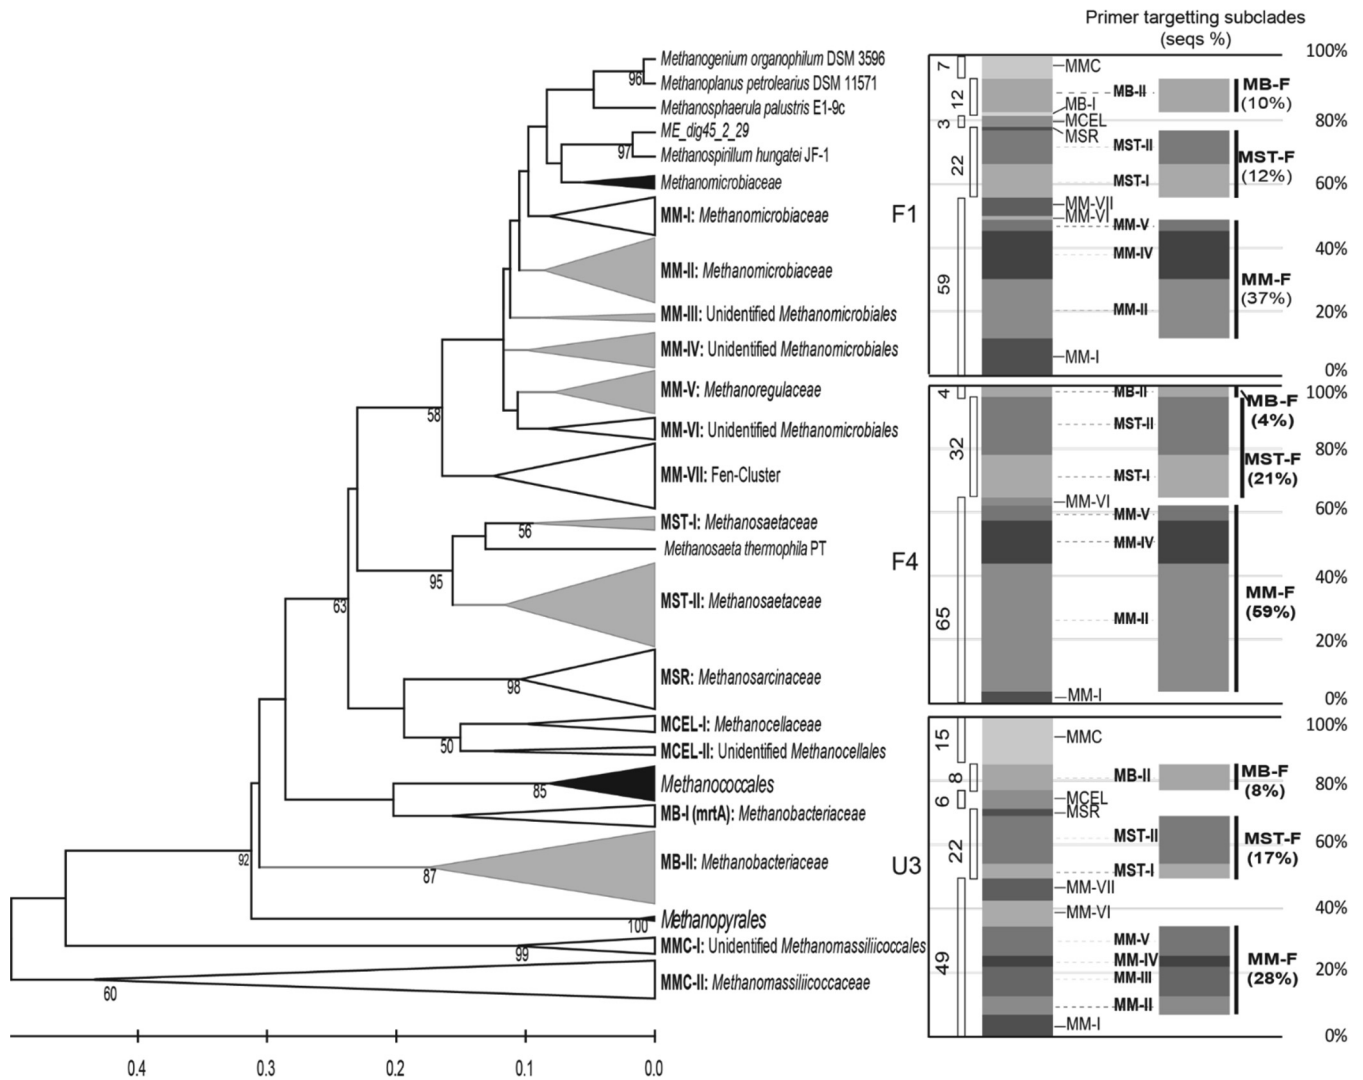 Primer targetting subclades
(seqs %)
Methanogenium organophilum DSM 3596
96
Methanoplanus petrolearius DSM 11571
Methanosphaerula palustris E1-9c
ME_dig45_2_29
97
Methanospirillum hungatei JF-1
Methanomicrobiaceae
MM-I: Methanomicrobiaceae
MM-II: Methanomicrobiaceae
MM-III: Unidentified Methanomicrobiales
MM-IV: Unidentified Methanomicrobiales
MM-V: Methanoregulaceae
58
MM-VI: Unidentified Methanomicrobiales
MM-VII: Fen-Cluster
MST-I: Methanosaetaceae
56
Methanosaeta thermophila PT
95
MST-II: Methanosaetaceae
63
MSR: Methanosarcinaceae
98
MCEL-I: Methanocellaceae
50
MCEL-II: Unidentified Methanocellales
Methanococcales
85
MB-I (mrtA): Methanobacteriaceae
92
MB-II: Methanobacteriaceae
87
Methanopyrales
100
MMC-I: Unidentified Methanomassiliicoccales
99
MMC-II: Methanomassiliicoccaceae
60
0.4 0.3 0.2 0.1 0.0
F1
7
12
3
22
59
MMC
MB-II
MB-I
MCEL
MSR
MST-II
MST-I
MM-VII
MM-VI
MM-V
MM-IV
MM-II
MM-I
MB-F
(10%)
MST-F
(12%)
MM-F
(37%)
100%
80%
60%
40%
20%
0%
F4
4
32
65
MB-II
MST-II
MST-I
MM-VI
MM-V
MM-IV
MM-II
MM-I
MB-F
(4%)
MST-F
(21%)
MM-F
(59%)
100%
80%
60%
40%
20%
0%
U3
15
8
6
22
49
MMC
MB-II
MCEL
MSR
MST-II
MST-I
MM-VII
MM-VI
MM-V
MM-IV
MM-III
MM-II
MM-I
MB-F
(8%)
MST-F
(17%)
MM-F
(28%)
100%
80%
60%
40%
20%
0%